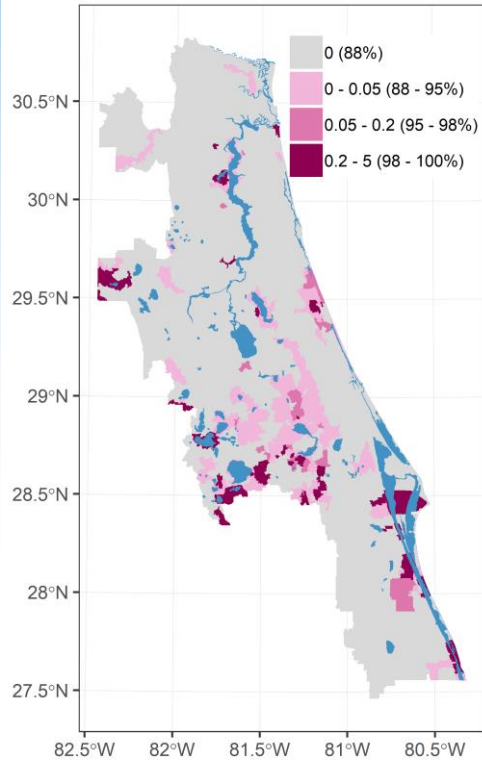 0 (88%)
0 - 0.05 (88 - 95%)
0.05 - 0.2 (95 - 98%)
0.2 - 5 (98 - 100%)
30.5°N
30°N
29.5°N
29°N
28.5°N
28°N
27.5°N
82.5°W 82°W 81.5°W 81°W 80.5°W